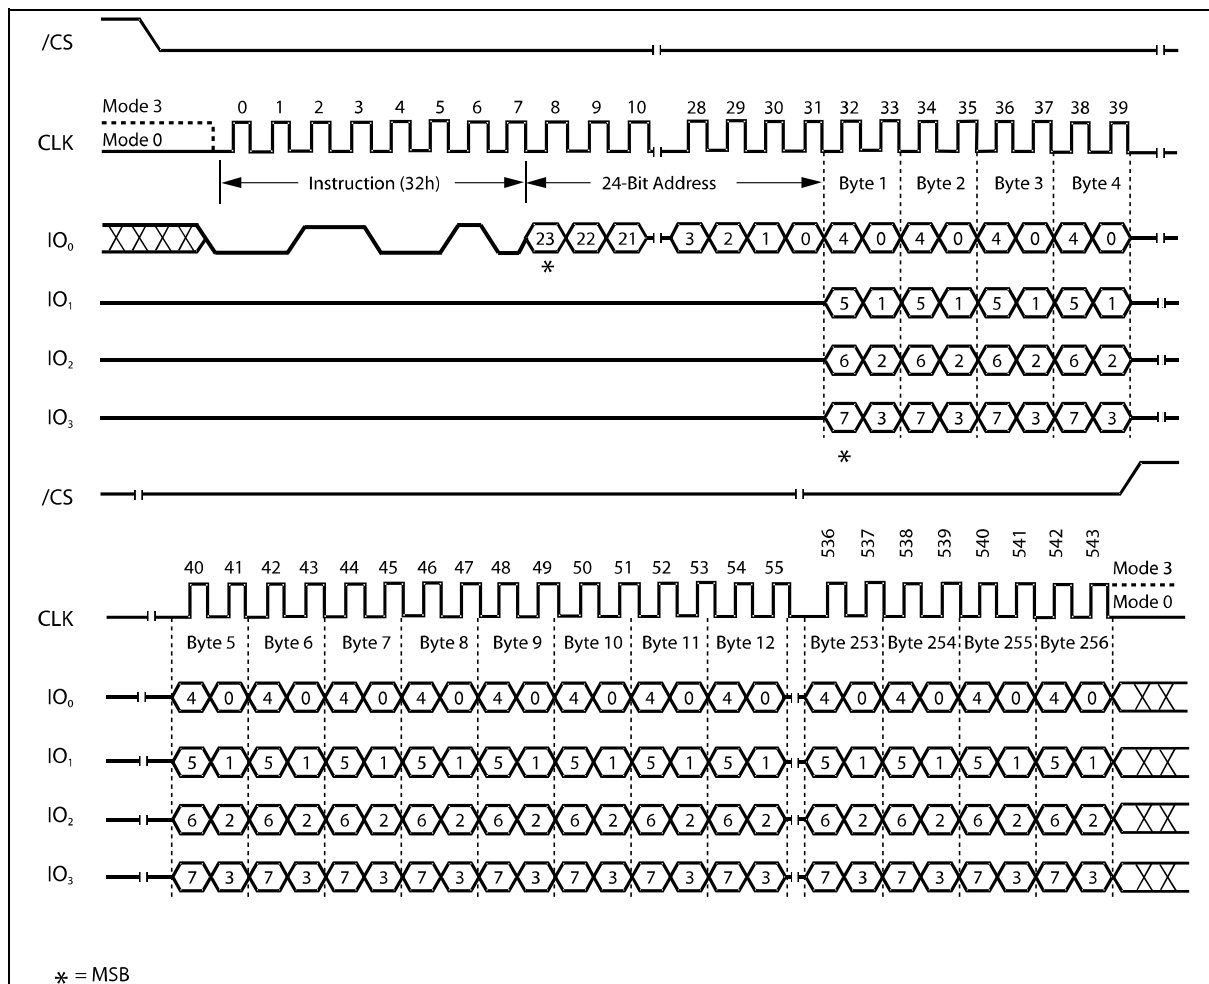 /CS
Mode 3 0 1 2 3 4 5 6 7 8 9 10 28 29 30 31 32 33 34 35 36 37 38 39
CLK Mode 0
Instruction (32h) 24-Bit Address Byte 1 Byte 2 Byte 3 Byte 4
IO₀ 23 22 21 3 2 1 0 4 0 4 0 4 0 4 0
*
IO₁ 5 1 5 1 5 1 5 1
IO₂ 6 2 6 2 6 2 6 2
IO₃ 7 3 7 3 7 3 7 3
*
/CS
536 537 538 539 540 541 542 543
40 41 42 43 44 45 46 47 48 49 50 51 52 53 54 55 Mode 3
CLK Mode 0
Byte 5 Byte 6 Byte 7 Byte 8 Byte 9 Byte 10 Byte 11 Byte 12 Byte 253 Byte 254 Byte 255 Byte 256
IO₀ 4 0 4 0 4 0 4 0 4 0 4 0 4 0 4 0 4 0 4 0 4 0 4 0
IO₁ 5 1 5 1 5 1 5 1 5 1 5 1 5 1 5 1 5 1 5 1 5 1 5 1
IO₂ 6 2 6 2 6 2 6 2 6 2 6 2 6 2 6 2 6 2 6 2 6 2 6 2
IO₃ 7 3 7 3 7 3 7 3 7 3 7 3 7 3 7 3 7 3 7 3 7 3 7 3
* = MSB